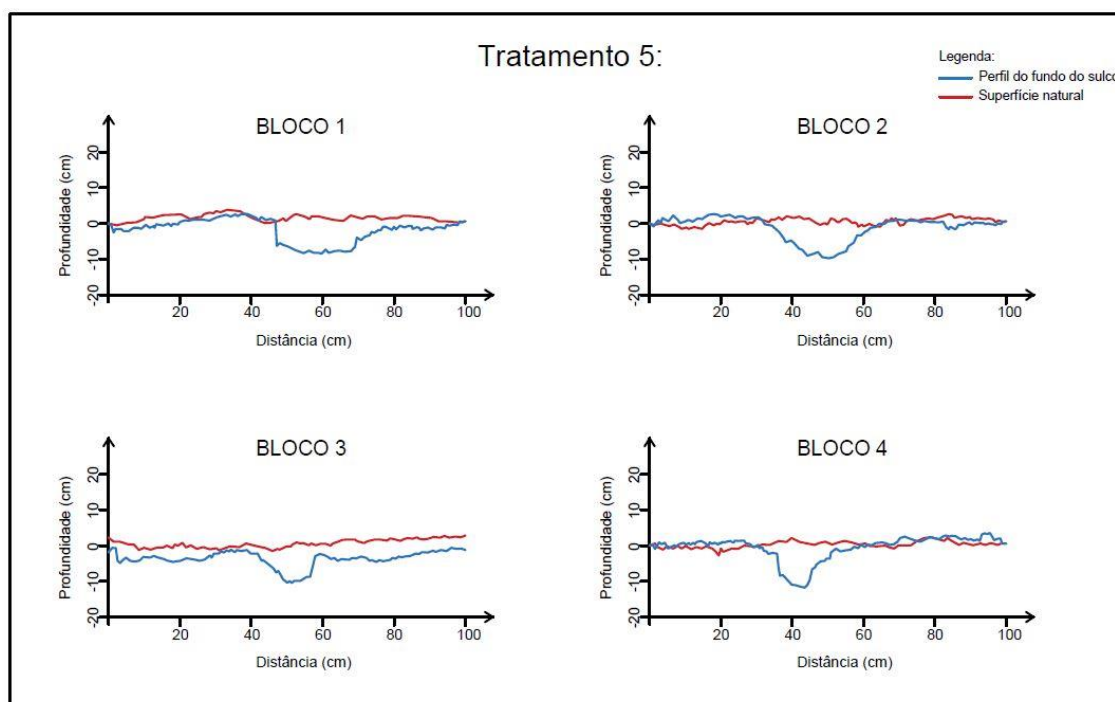 Tratamento 5:
Legenda:
Perfil do fundo do sulco
Superfície natural
BLOCO 1
Profundidade (cm)
20
10
0
-10
-20
20 40 60 80 100
Distância (cm)
BLOCO 2
Profundidade (cm)
20
10
0
-10
-20
20 40 60 80 100
Distância (cm)
BLOCO 3
Profundidade (cm)
20
10
0
-10
-20
20 40 60 80 100
Distância (cm)
BLOCO 4
Profundidade (cm)
20
10
0
-10
-20
20 40 60 80 100
Distância (cm)